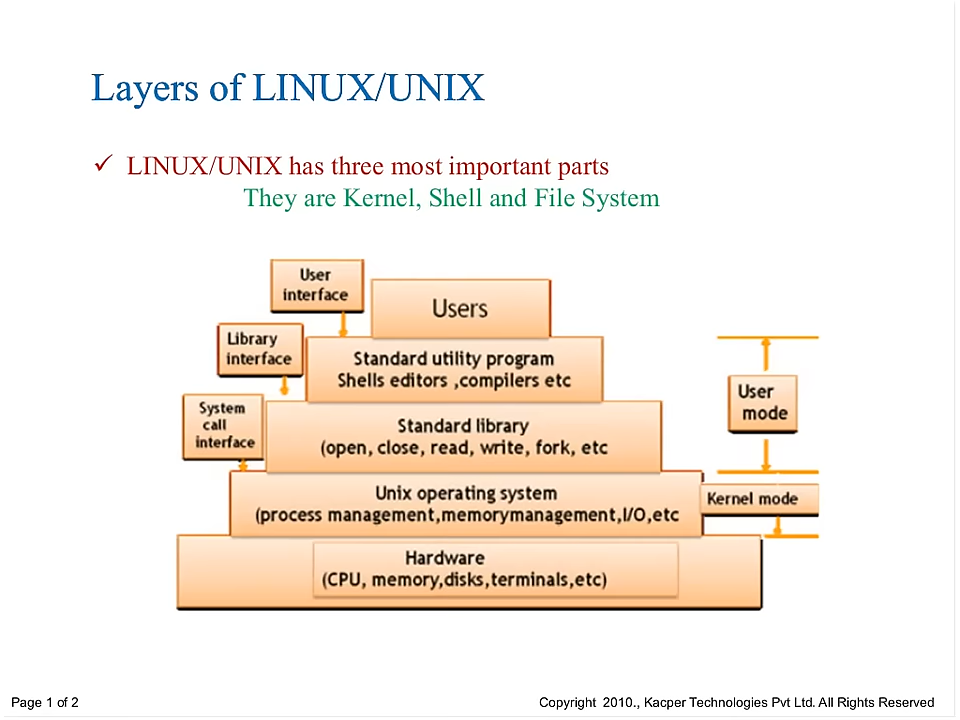 Layers of LINUX/UNIX
✓ LINUX/UNIX has three most important parts
They are Kernel, Shell and File System
User
interface
Users
Library
interface
Standard utility program
Shells editors ,compilers etc
System
call
interface
Standard library
(open, close, read, write, fork, etc
User
mode
Unix operating system
(process management,memorymanagement,I/O,etc
Kernel mode
Hardware
(CPU, memory,disks,terminals,etc)
Page 1 of 2
Copyright 2010., Kacper Technologies Pvt Ltd. All Rights Reserved